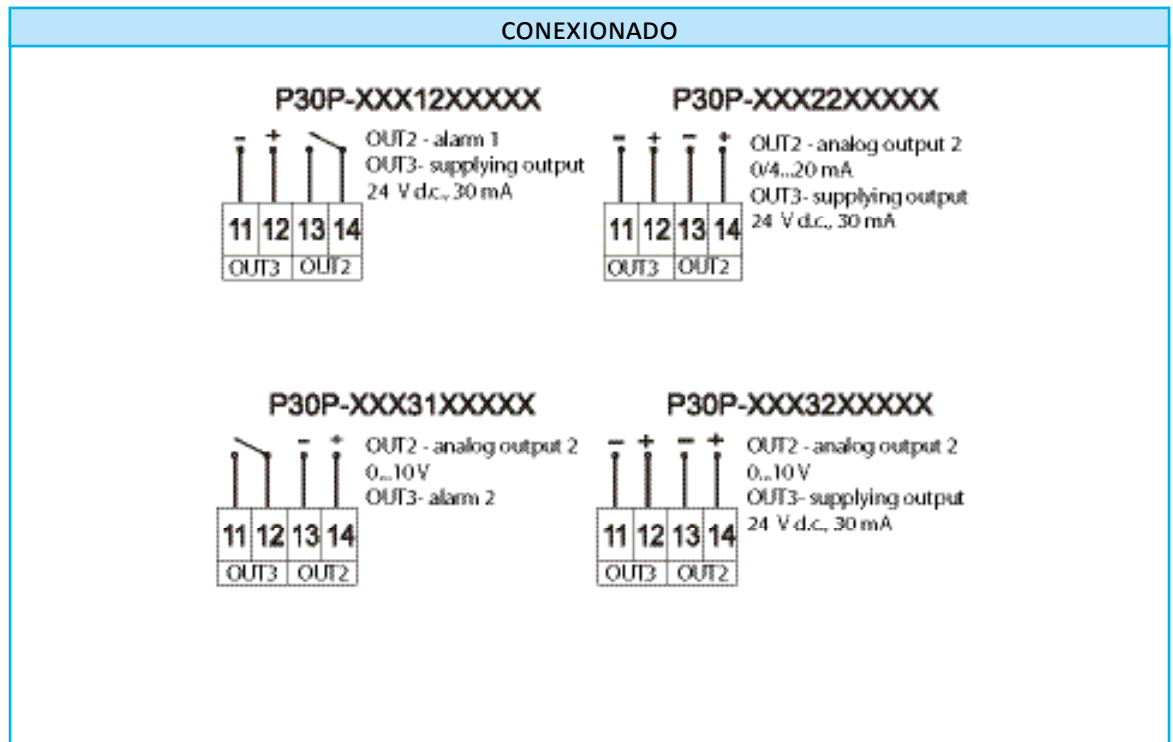 CONEXIONADO
P30P-XXX12XXXXX
- +
OUT2 - alarm 1
OUT3- supplying output
24 V d.c., 30 mA
11 12 13 14
OUT3 OUT2
P30P-XXX22XXXXX
- + - +
OUT2 - analog output 2
0/4...20 mA
OUT3- supplying output
24 V d.c., 30 mA
11 12 13 14
OUT3 OUT2
P30P-XXX31XXXXX
- +
OUT2 - analog output 2
0...10 V
OUT3- alarm 2
11 12 13 14
OUT3 OUT2
P30P-XXX32XXXXX
- + - +
OUT2 - analog output 2
0...10 V
OUT3- supplying output
24 V d.c., 30 mA
11 12 13 14
OUT3 OUT2